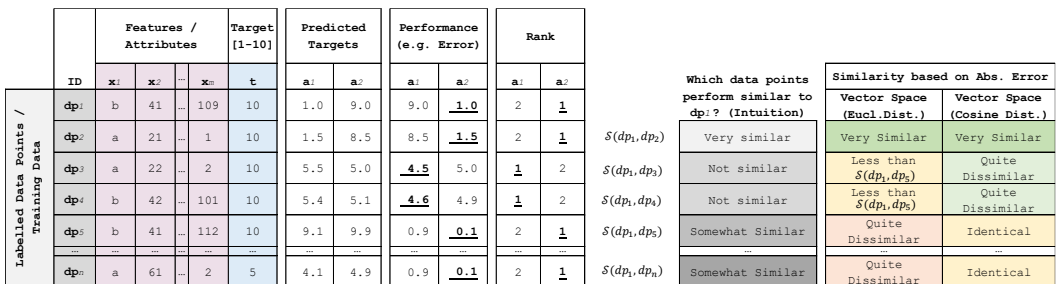 Features / Attributes
Target [1-10]
Predicted Targets
Performance (e.g. Error)
Rank
Which data points perform similar to dp1? (Intuition)
Similarity based on Abs. Error
Vector Space (Eucl.Dist.)
Vector Space (Cosine Dist.)
ID x1 x2 … xm t a1 a2 a1 a2 a1 a2
Labelled Data Points / Training Data
dp1 b 41 … 109 10 1.0 9.0 9.0 1.0 2 1
dp2 a 21 … 1 10 1.5 8.5 8.5 1.5 2 1 S(dp1,dp2) Very similar Very Similar Very Similar
dp3 a 22 … 2 10 5.5 5.0 4.5 5.0 1 2 S(dp1,dp3) Not similar Less than S(dp1,dp5) Quite Dissimilar
dp4 b 42 … 101 10 5.4 5.1 4.6 4.9 1 2 S(dp1,dp4) Not similar Less than S(dp1,dp5) Quite Dissimilar
dp5 b 41 … 112 10 9.1 9.9 0.9 0.1 2 1 S(dp1,dp5) Somewhat Similar Quite Dissimilar Identical
… … … … … … … … … … … … … … …
dpn a 61 … 2 5 4.1 4.9 0.9 0.1 2 1 S(dp1,dpn) Somewhat Similar Quite Dissimilar Identical